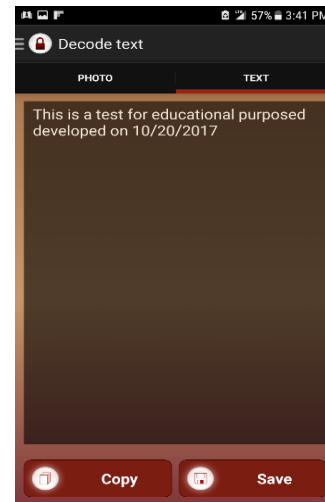 57% 3:41 PM
Decode text
PHOTO TEXT
This is a test for educational purposed
developed on 10/20/2017
Copy Save